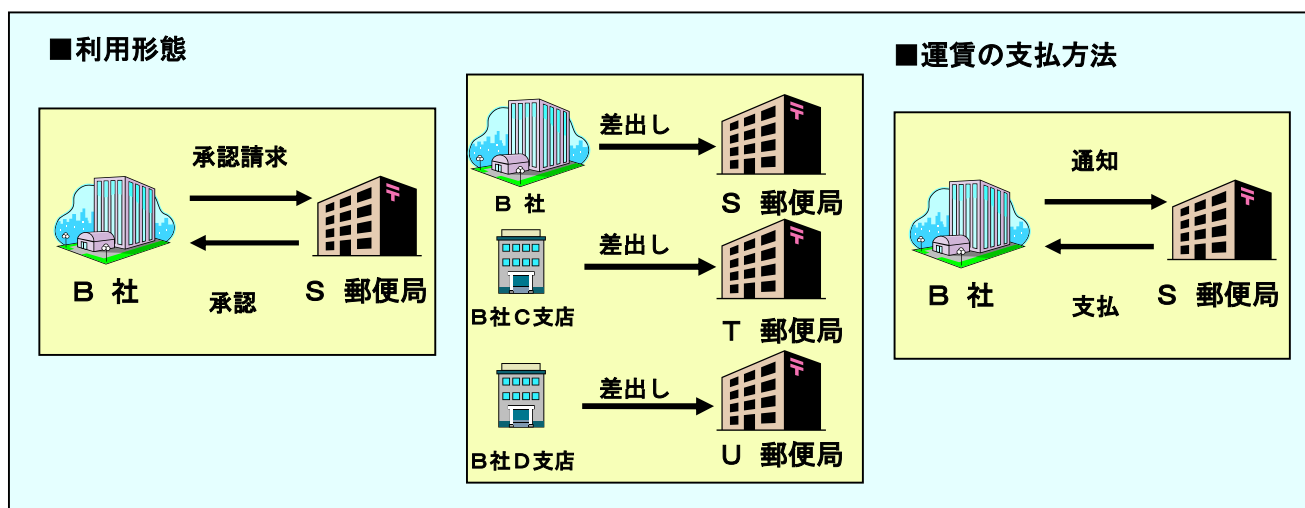 ■利用形態
承認請求
B 社
S 郵便局
承認
差出し
B 社
S 郵便局
差出し
B社C支店
T 郵便局
差出し
B社D支店
U 郵便局
■運賃の支払方法
通知
B 社
S 郵便局
支払